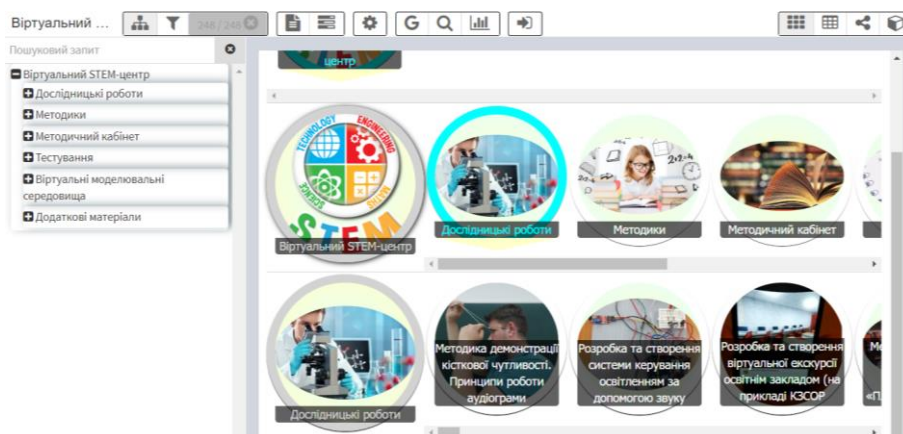 Віртуальний ...
248 / 248
Пошуковий запит
Віртуальний STEM-центр
Дослідницькі роботи
Методики
Методичний кабінет
Тестування
Віртуальні моделювальні
середовища
Додаткові матеріали
центр
TECHNOLOGY
ENGINEERING
SCIENCE
MATHS
STEM
Віртуальний STEM-центр
Дослідницькі роботи
2+2=4
Методики
Методичний кабінет
Дослідницькі роботи
Методика демонстрації
кісткової чутливості.
Принципи роботи
аудіограми
Розробка та створення
системи керування
освітленням за
допомогою звуку
Розробка та створення
віртуальної екскурсії
освітнім закладом (на
прикладі КЗСОР